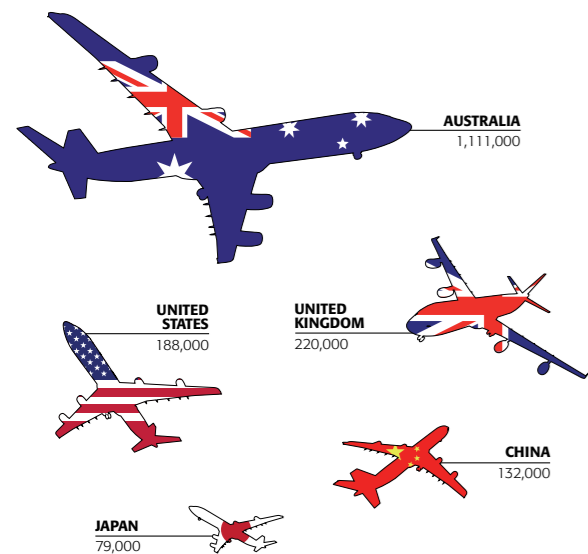 AUSTRALIA
1,111,000
UNITED
STATES
188,000
UNITED
KINGDOM
220,000
CHINA
132,000
JAPAN
79,000